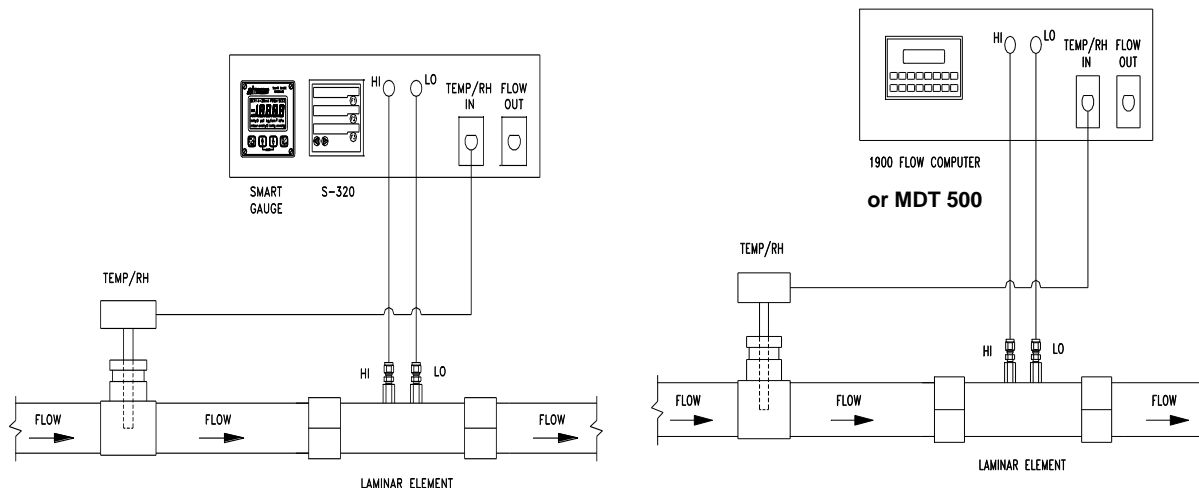 HI
LO
TEMP/RH
IN
FLOW
OUT
SMART
GAUGE
S-320
TEMP/RH
HI
LO
FLOW
FLOW
FLOW
LAMINAR ELEMENT
HI
LO
TEMP/RH
IN
FLOW
OUT
1900 FLOW COMPUTER
or MDT 500
TEMP/RH
HI
LO
FLOW
FLOW
FLOW
LAMINAR ELEMENT